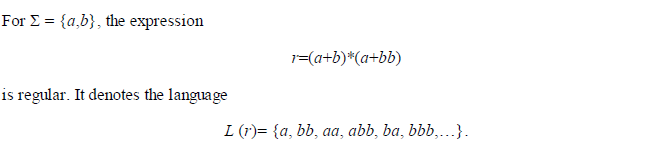 For Σ = {a,b}, the expression
r=(a+b)*(a+bb)
is regular. It denotes the language
L (r)= {a, bb, aa, abb, ba, bbb,...}.